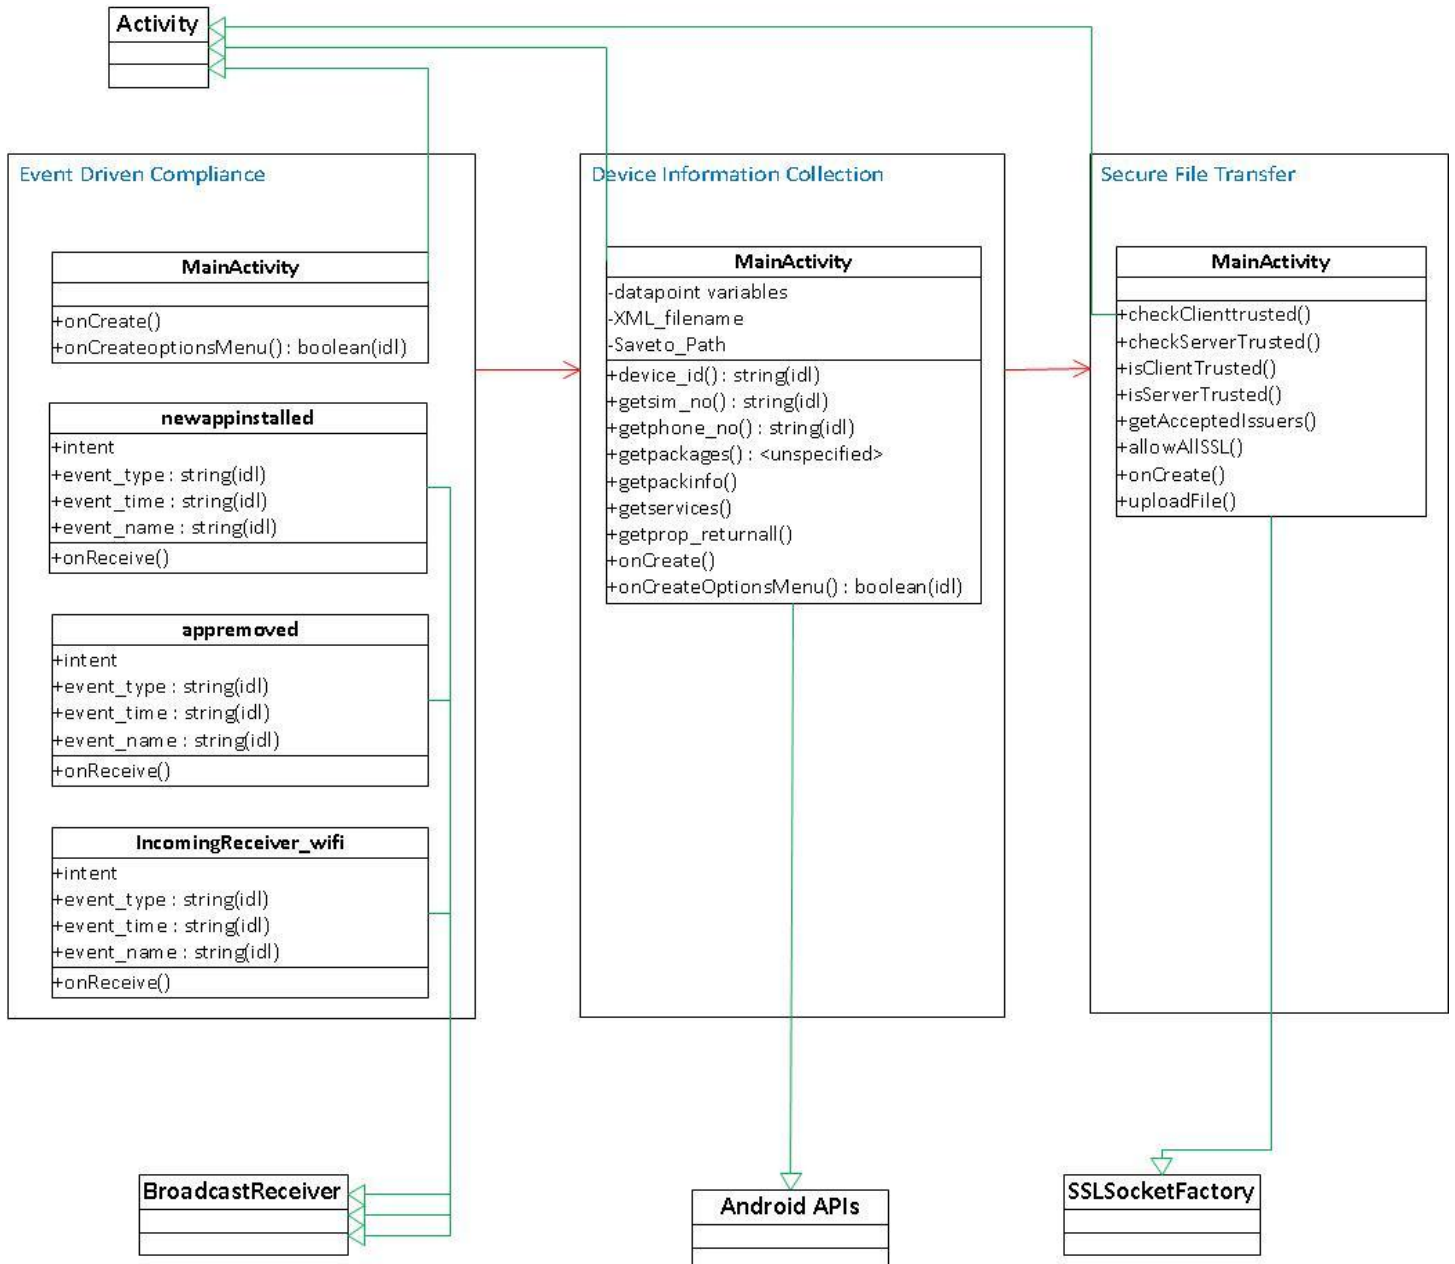 Activity
Event Driven Compliance
MainActivity
+onCreate()
+onCreateoptionsMenu() : boolean(idl)
newappinstalled
+intent
+event_type : string(idl)
+event_time : string(idl)
+event_name : string(idl)
+onReceive()
appremoved
+intent
+event_type : string(idl)
+event_time : string(idl)
+event_name : string(idl)
+onReceive()
IncomingReceiver_wifi
+intent
+event_type : string(idl)
+event_time : string(idl)
+event_name : string(idl)
+onReceive()
Device Information Collection
MainActivity
-datapoint variables
-XML_filename
-Saveto_Path
+device_id() : string(idl)
+getsim_no() : string(idl)
+getphone_no() : string(idl)
+getpackages() : <unspecified>
+getpackinfo()
+getservices()
+getprop_returnall()
+onCreate()
+onCreateOptionsMenu() : boolean(idl)
Secure File Transfer
MainActivity
+checkClienttrusted()
+checkServerTrusted()
+isClientTrusted()
+isServerTrusted()
+getAcceptedIssuers()
+allowAllSSL()
+onCreate()
+uploadFile()
BroadcastReceiver
Android APIs
SSLSocketFactory